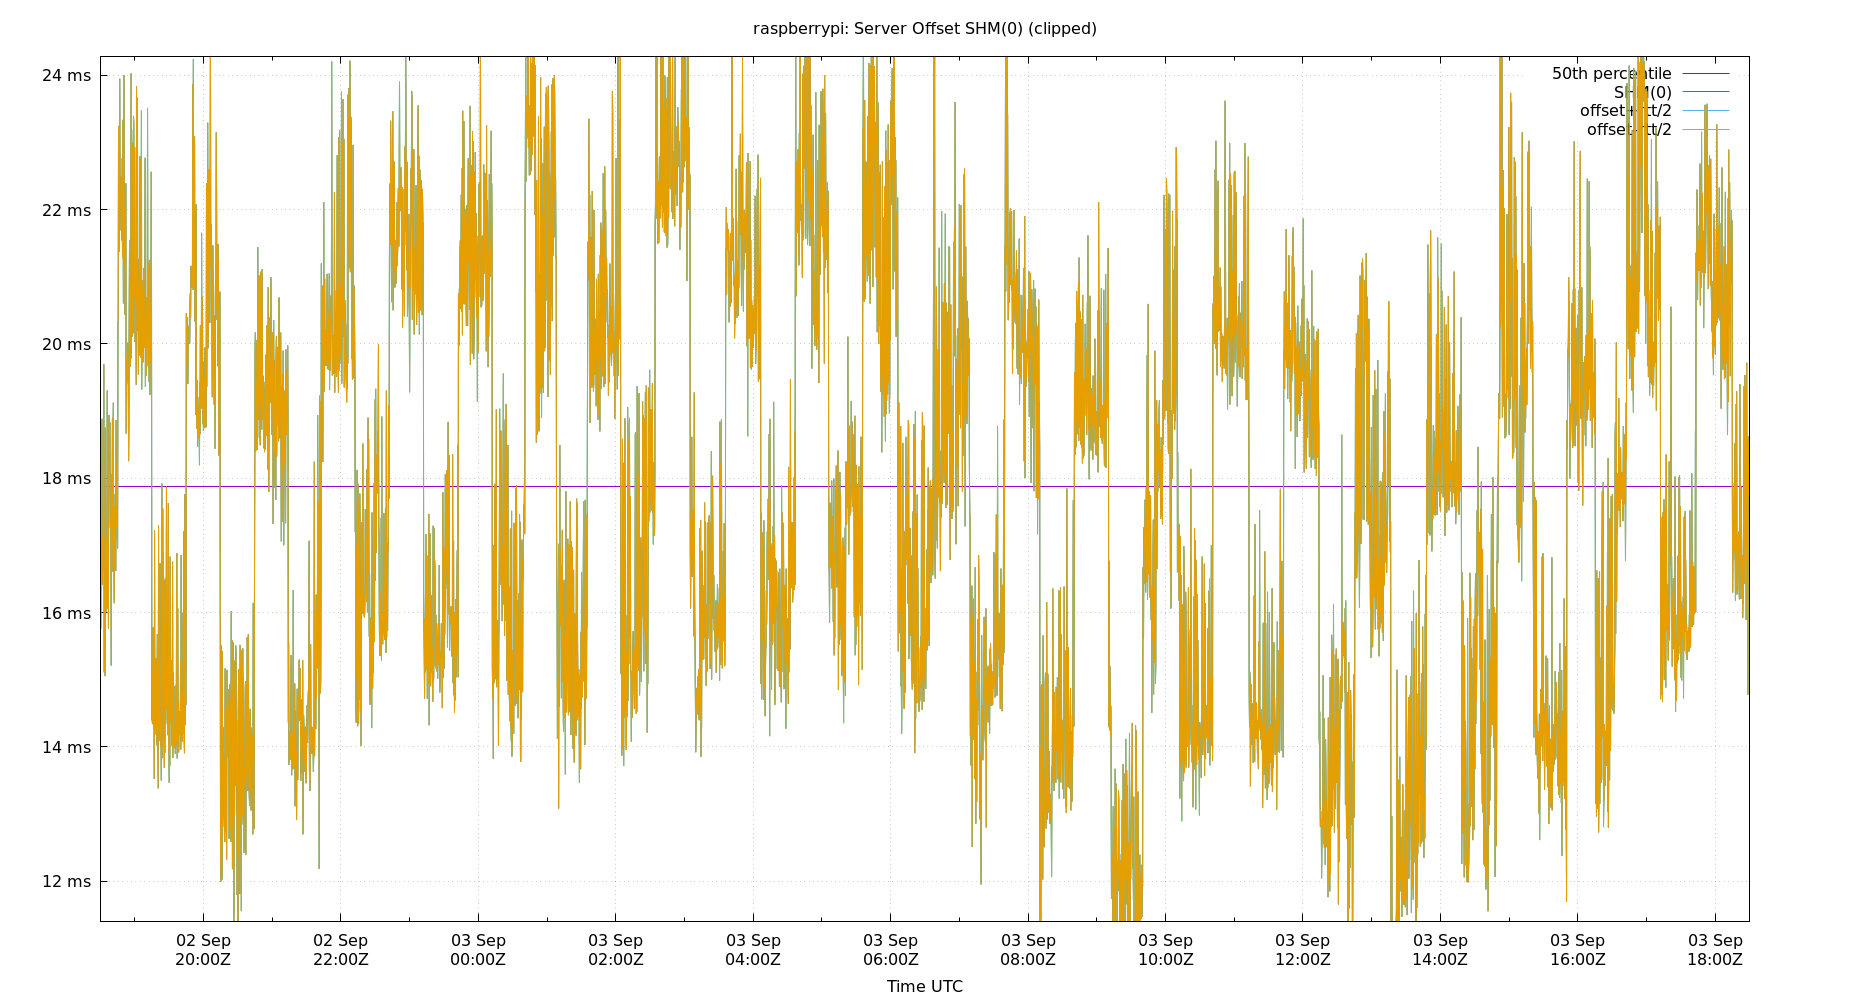 raspberrypi: Server Offset SHM(0) (clipped)
50th percentile
SHM(0)
offset+rtt/2
offset-rtt/2
24 ms
22 ms
20 ms
18 ms
16 ms
14 ms
12 ms
02 Sep 02 Sep 03 Sep 03 Sep 03 Sep 03 Sep 03 Sep 03 Sep 03 Sep 03 Sep 03 Sep 03 Sep
20:00Z 22:00Z 00:00Z 02:00Z 04:00Z 06:00Z 08:00Z 10:00Z 12:00Z 14:00Z 16:00Z 18:00Z
Time UTC